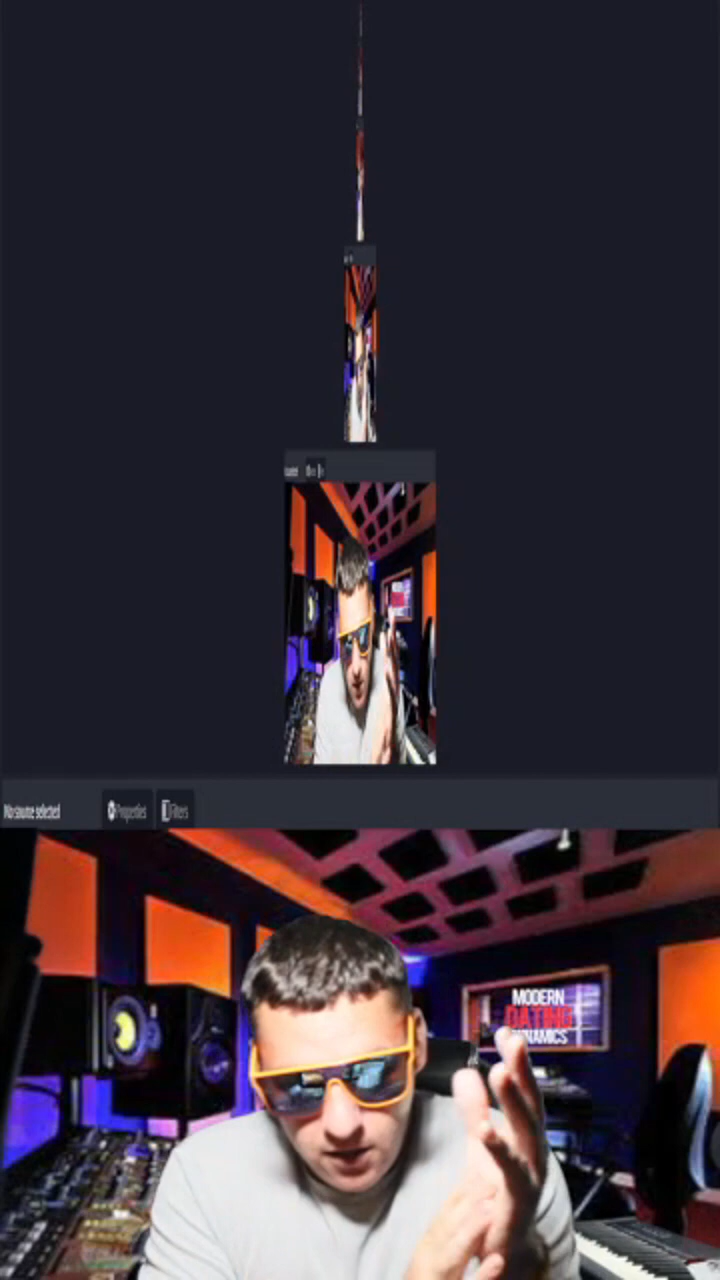 No source selected
Properties
Filters
MODERN
DATING
DYNAMICS